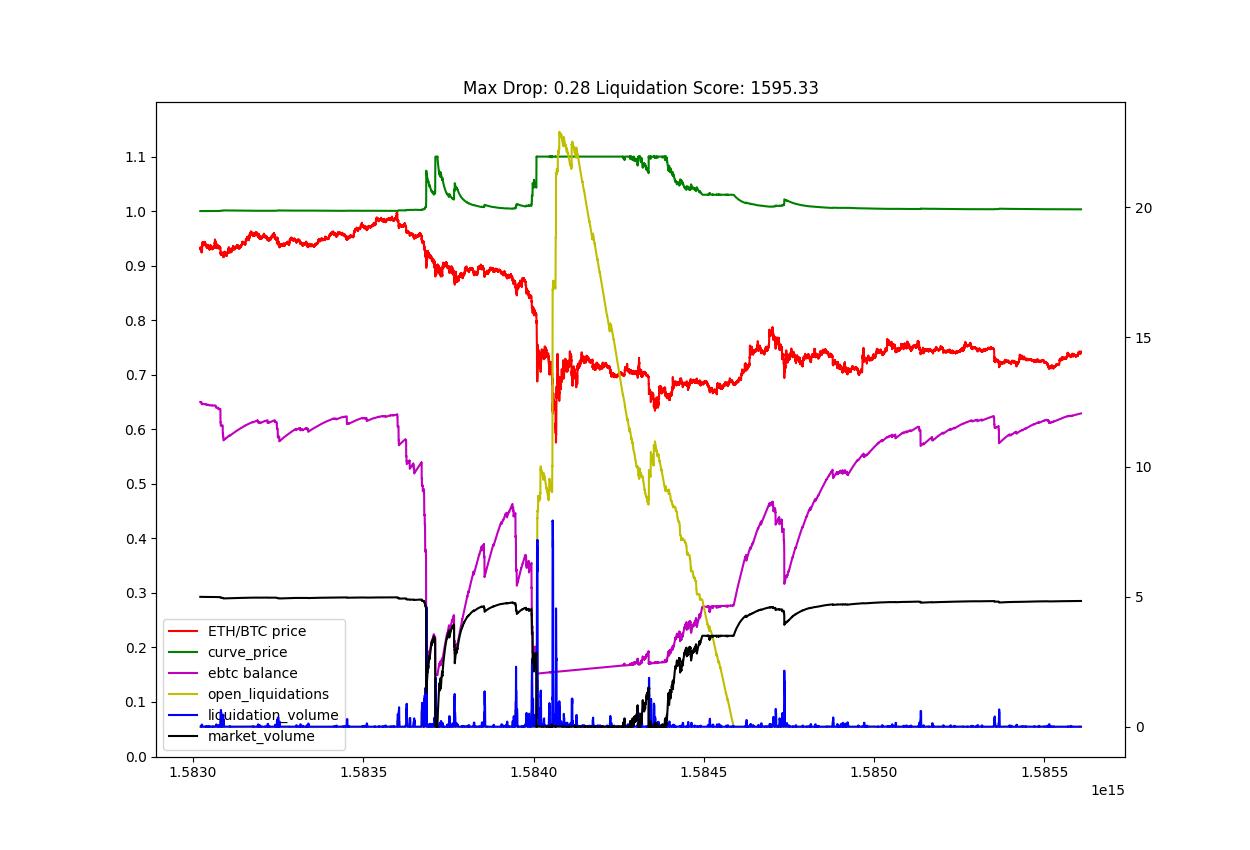 Max Drop: 0.28 Liquidation Score: 1595.33
1.1
1.0
0.9
0.8
0.7
0.6
0.5
0.4
0.3
0.2
0.1
0.0
20
15
10
5
0
ETH/BTC price
curve_price
ebtc balance
open_liquidations
liquidation_volume
market_volume
1.5830 1.5835 1.5840 1.5845 1.5850 1.5855
1e15